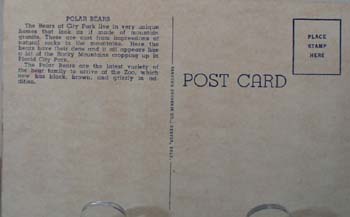 POLAR BEARS
The Bears of City Park live in very unique
homes that look as if made of mountain
granite. These are cast from impressions of
natural rocks in the mountains. Here the
bears have their dens and it all appears
a bit of the Rocky Mountains cropping up in
Florid City Park.
The Polar Bears are the latest variety of
the bear family to arrive at the Zoo, which
now has black, brown, and grizzly in ad-
dition.
PLACE
STAMP
HERE
POST CARD